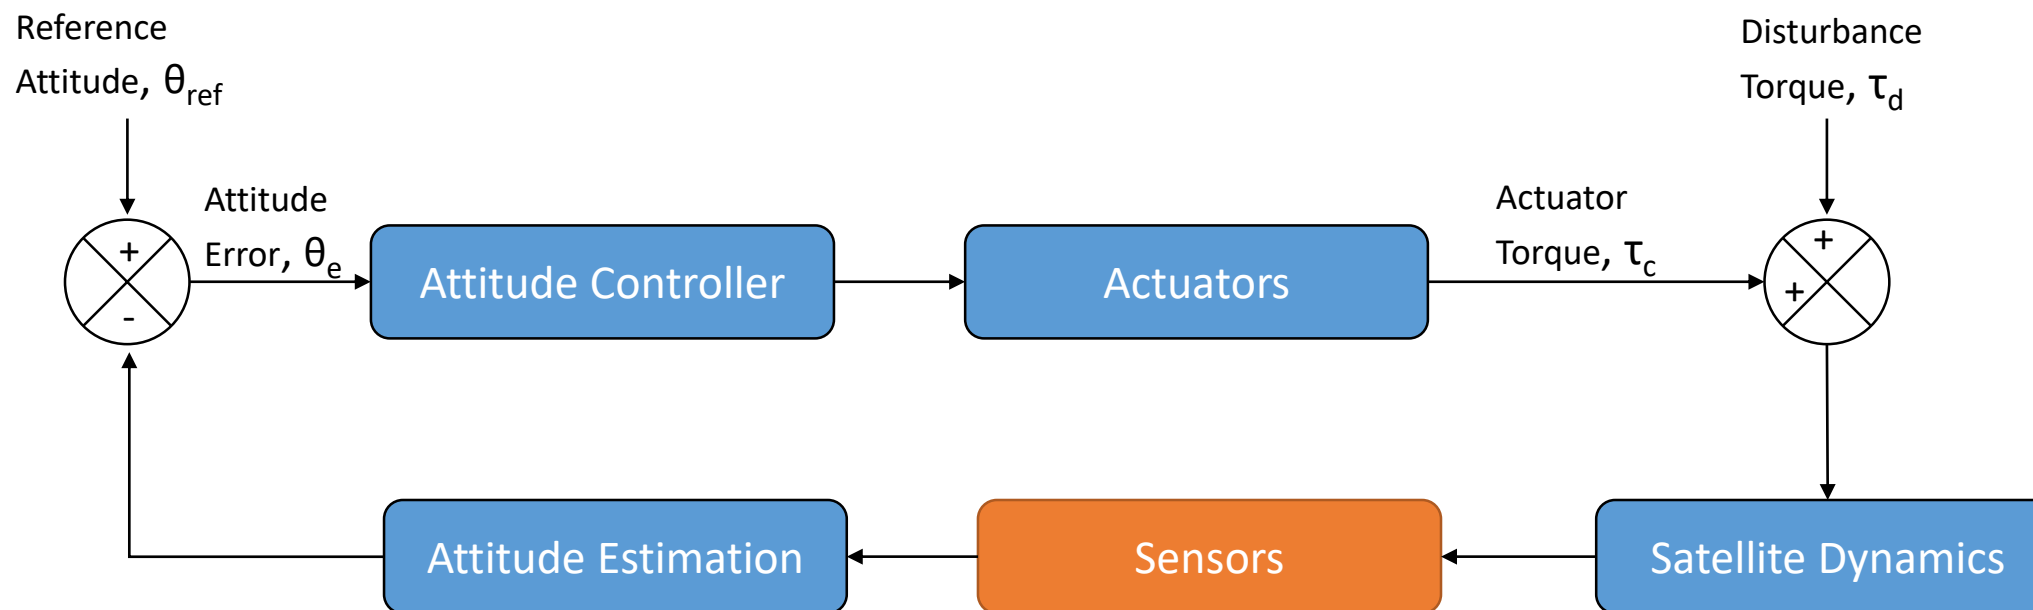 Reference
Attitude, θref
Disturbance
Torque, τd
Attitude
Error, θe
Actuator
Torque, τc
+
-
Attitude Controller
Actuators
+
+
Attitude Estimation
Sensors
Satellite Dynamics